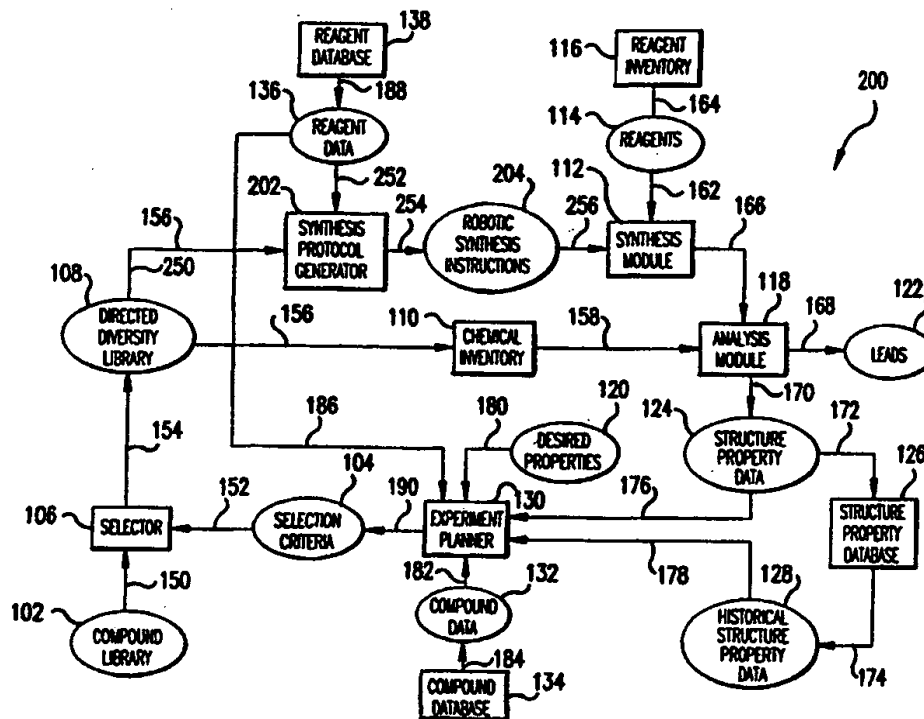 138
REAGENT
DATABASE
188
136
REAGENT
DATA
252
116
REAGENT
INVENTORY
164
114
REAGENTS
162
200
202
SYNTHESIS
PROTOCOL
GENERATOR
254
204
ROBOTIC
SYNTHESIS
INSTRUCTIONS
256
112
SYNTHESIS
MODULE
166
156
250
108
DIRECTED
DIVERSITY
LIBRARY
156
110
CHEMICAL
INVENTORY
158
118
ANALYSIS
MODULE
168
122
LEADS
170
154
186
180
120
DESIRED
PROPERTIES
124
STRUCTURE
PROPERTY
DATA
172
126
STRUCTURE
PROPERTY
DATABASE
106
SELECTOR
152
104
SELECTION
CRITERIA
190
130
EXPERIMENT
PLANNER
176
178
150
102
COMPOUND
LIBRARY
182
132
COMPOUND
DATA
184
COMPOUND
DATABASE
134
128
HISTORICAL
STRUCTURE
PROPERTY
DATA
174